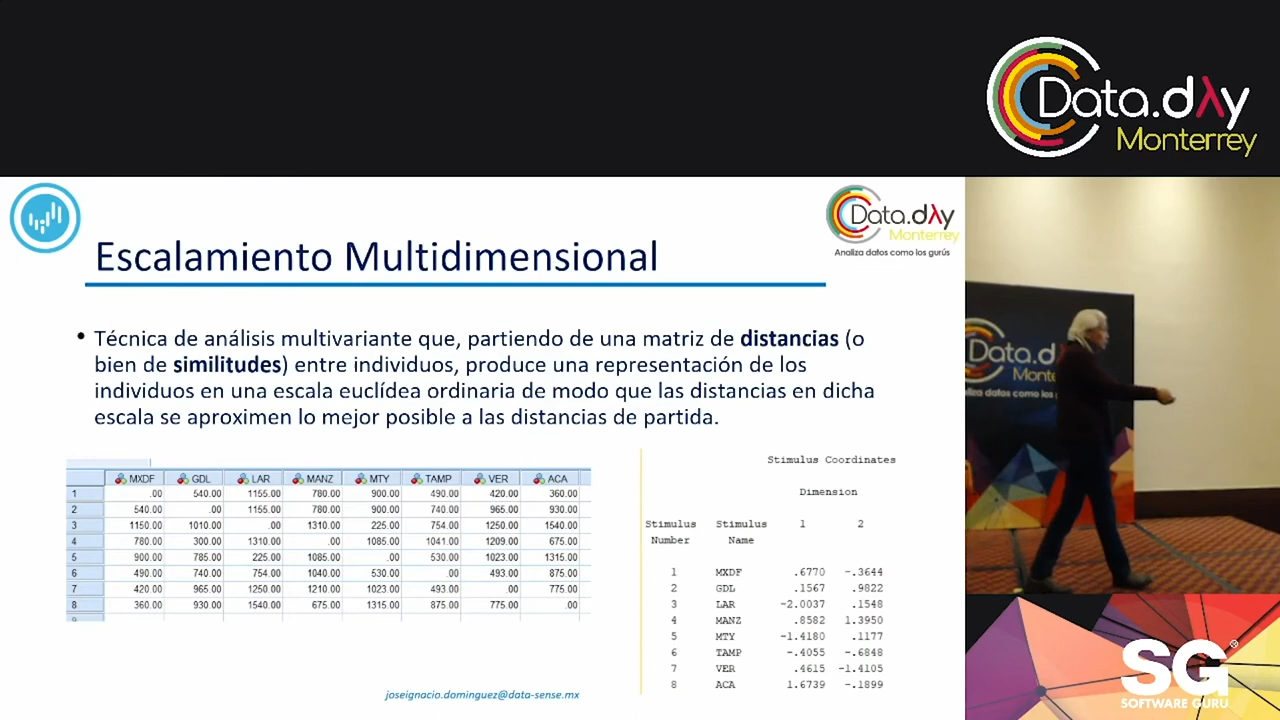 Data.dλy
Monterrey
Data.dλy
Monterrey
Analiza datos como los gurús
Escalamiento Multidimensional
• Técnica de análisis multivariante que, partiendo de una matriz de distancias (o
bien de similitudes) entre individuos, produce una representación de los
individuos en una escala euclídea ordinaria de modo que las distancias en dicha
escala se aproximen lo mejor posible a las distancias de partida.
MXDF GDL LAR MANZ MTY TAMP VER ACA
1 .00 540.00 1155.00 780.00 900.00 490.00 420.00 360.00
2 540.00 .00 1155.00 780.00 900.00 740.00 965.00 930.00
3 1150.00 1010.00 .00 1310.00 225.00 754.00 1250.00 1540.00
4 780.00 300.00 1310.00 .00 1085.00 1041.00 1209.00 675.00
5 900.00 785.00 225.00 1085.00 .00 530.00 1023.00 1315.00
6 490.00 740.00 754.00 1040.00 530.00 .00 493.00 875.00
7 420.00 965.00 1250.00 1210.00 1023.00 493.00 .00 775.00
8 360.00 930.00 1540.00 675.00 1315.00 875.00 775.00 .00
Stimulus Coordinates
Dimension
Stimulus Stimulus 1 2
Number Name
1 MXDF .6770 -.3644
2 GDL .1567 .9822
3 LAR -2.0037 .1548
4 MANZ .8582 1.3950
5 MTY -1.4180 .1177
6 TAMP -.4055 -.6848
7 VER .4615 -1.4105
8 ACA 1.6739 -.1899
joseignacio.dominguez@data-sense.mx
Data.d
Monte
aliza datos como los
SG
SOFTWARE GURU